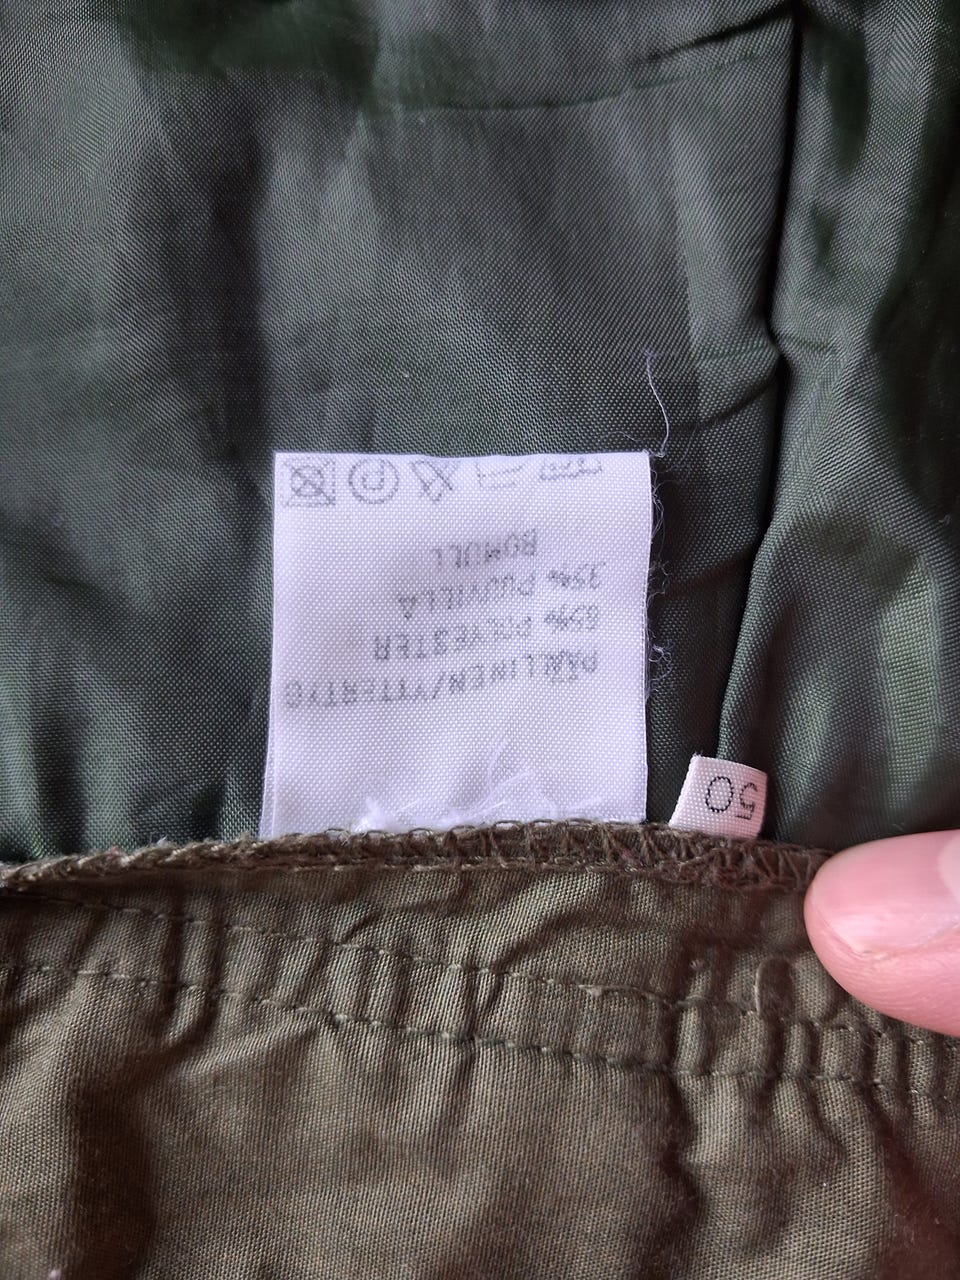 PÄÄLLINEN/YTTERTYG
65% POLYESTER
35% PUUVILLA
BOMULL
50